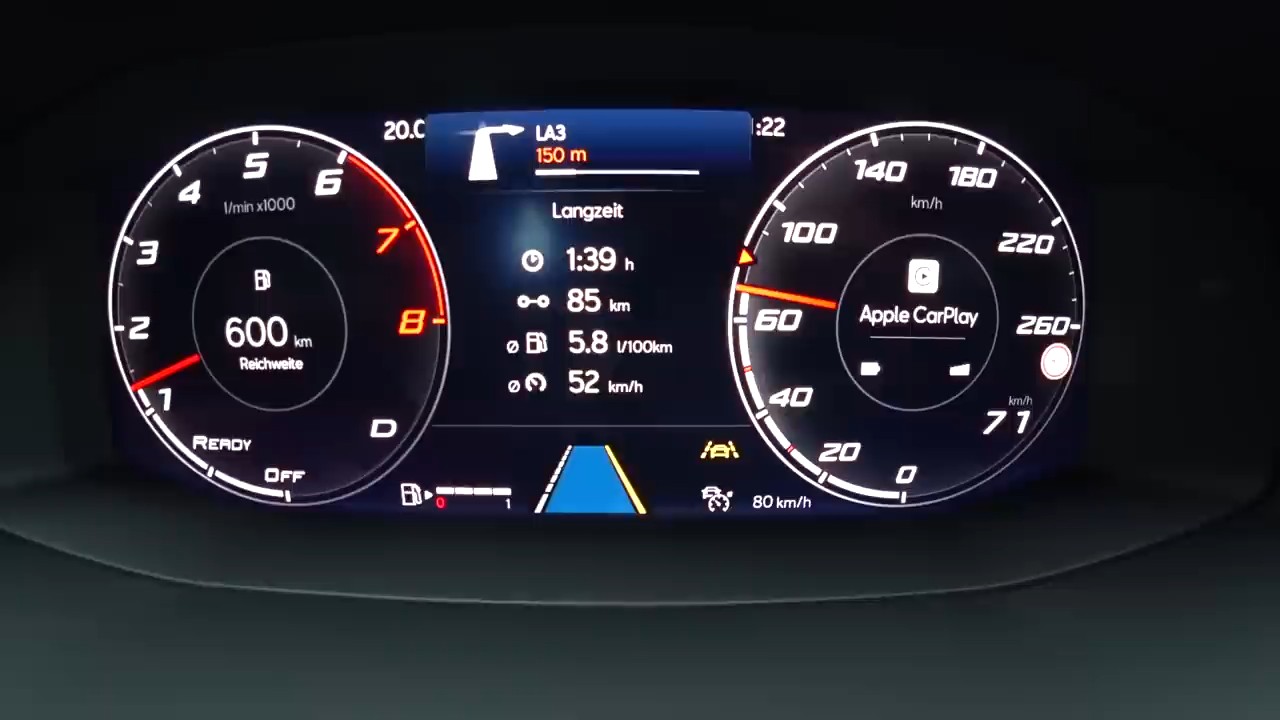 20.0
LA3
150 m
:22
5
4
6
l/min x1000
3
7
2
8
1
600 km
Reichweite
READY
OFF
D
Langzeit
1:39 h
85 km
Ø 5.8 l/100km
Ø 52 km/h
0 1
80 km/h
140
180
km/h
100
220
60
260
Apple CarPlay
40
km/h
71
20
0